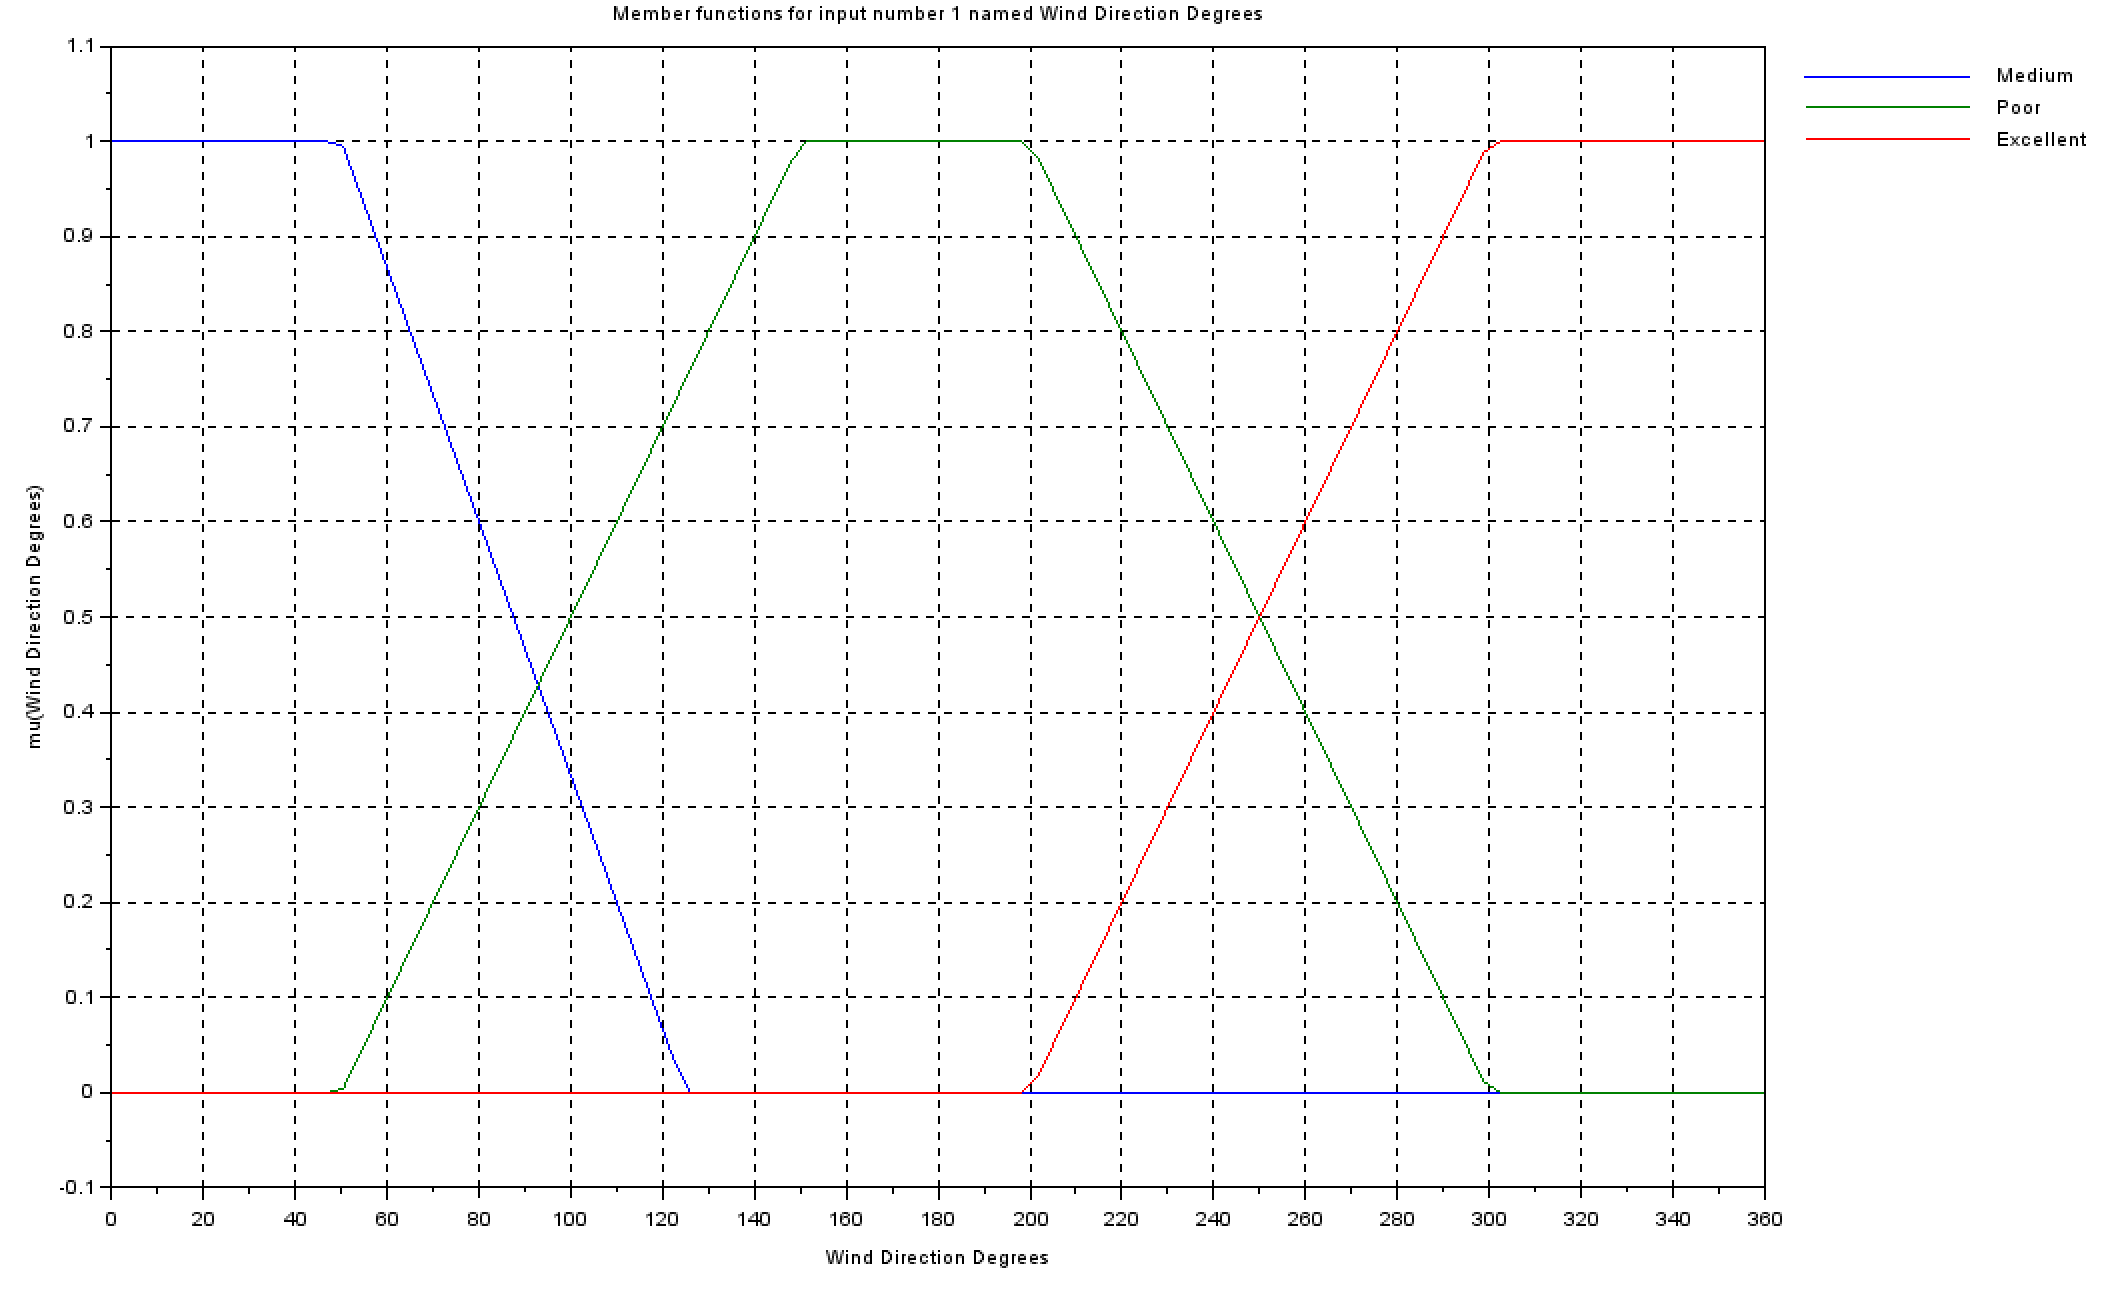 Member functions for input number 1 named Wind Direction Degrees
1.1
1
0.9
0.8
0.7
0.6
0.5
0.4
0.3
0.2
0.1
0
-0.1
mu(Wind Direction Degrees)
0 20 40 60 80 100 120 140 160 180 200 220 240 260 280 300 320 340 360
Wind Direction Degrees
Medium
Poor
Excellent